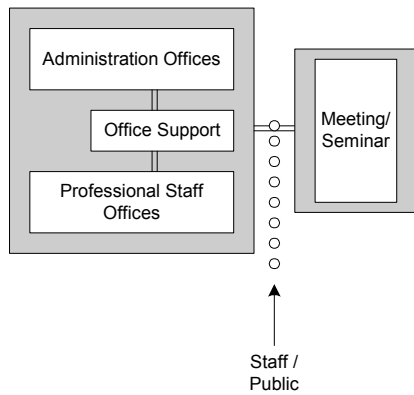 Administration Offices
Office Support
Professional Staff
Offices
Meeting/
Seminar
Staff /
Public